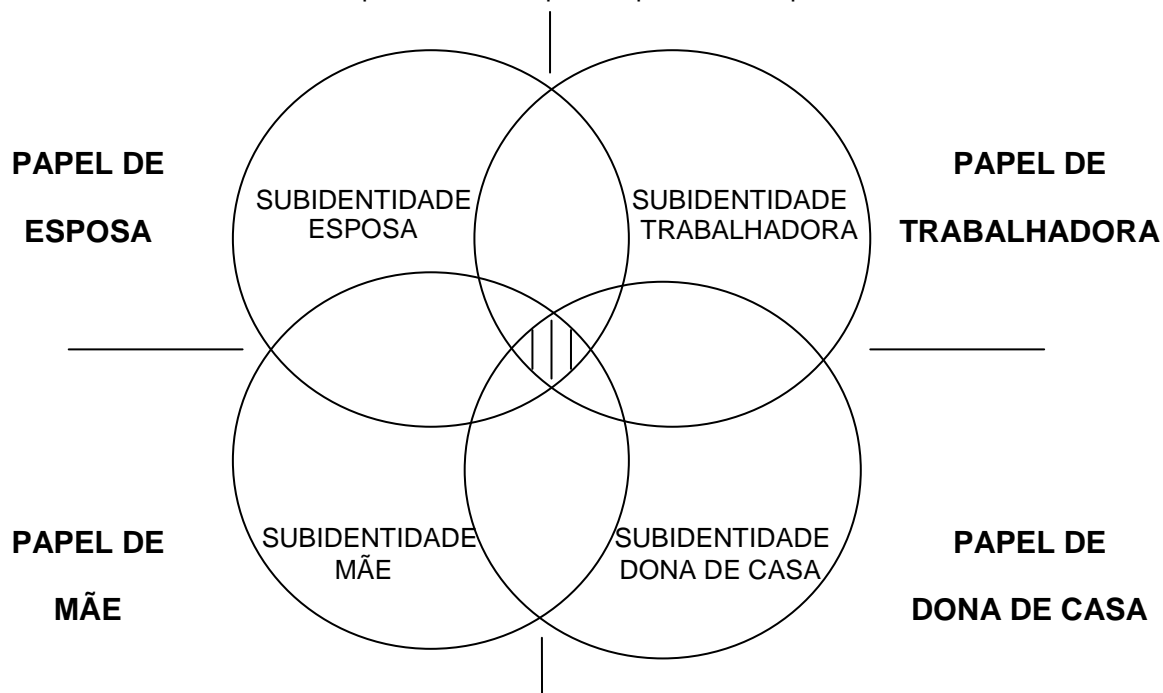 PAPEL DE
ESPOSA
SUBIDENTIDADE
ESPOSA
SUBIDENTIDADE
TRABALHADORA
PAPEL DE
TRABALHADORA
PAPEL DE
MÃE
SUBIDENTIDADE
MÃE
SUBIDENTIDADE
DONA DE CASA
PAPEL DE
DONA DE CASA